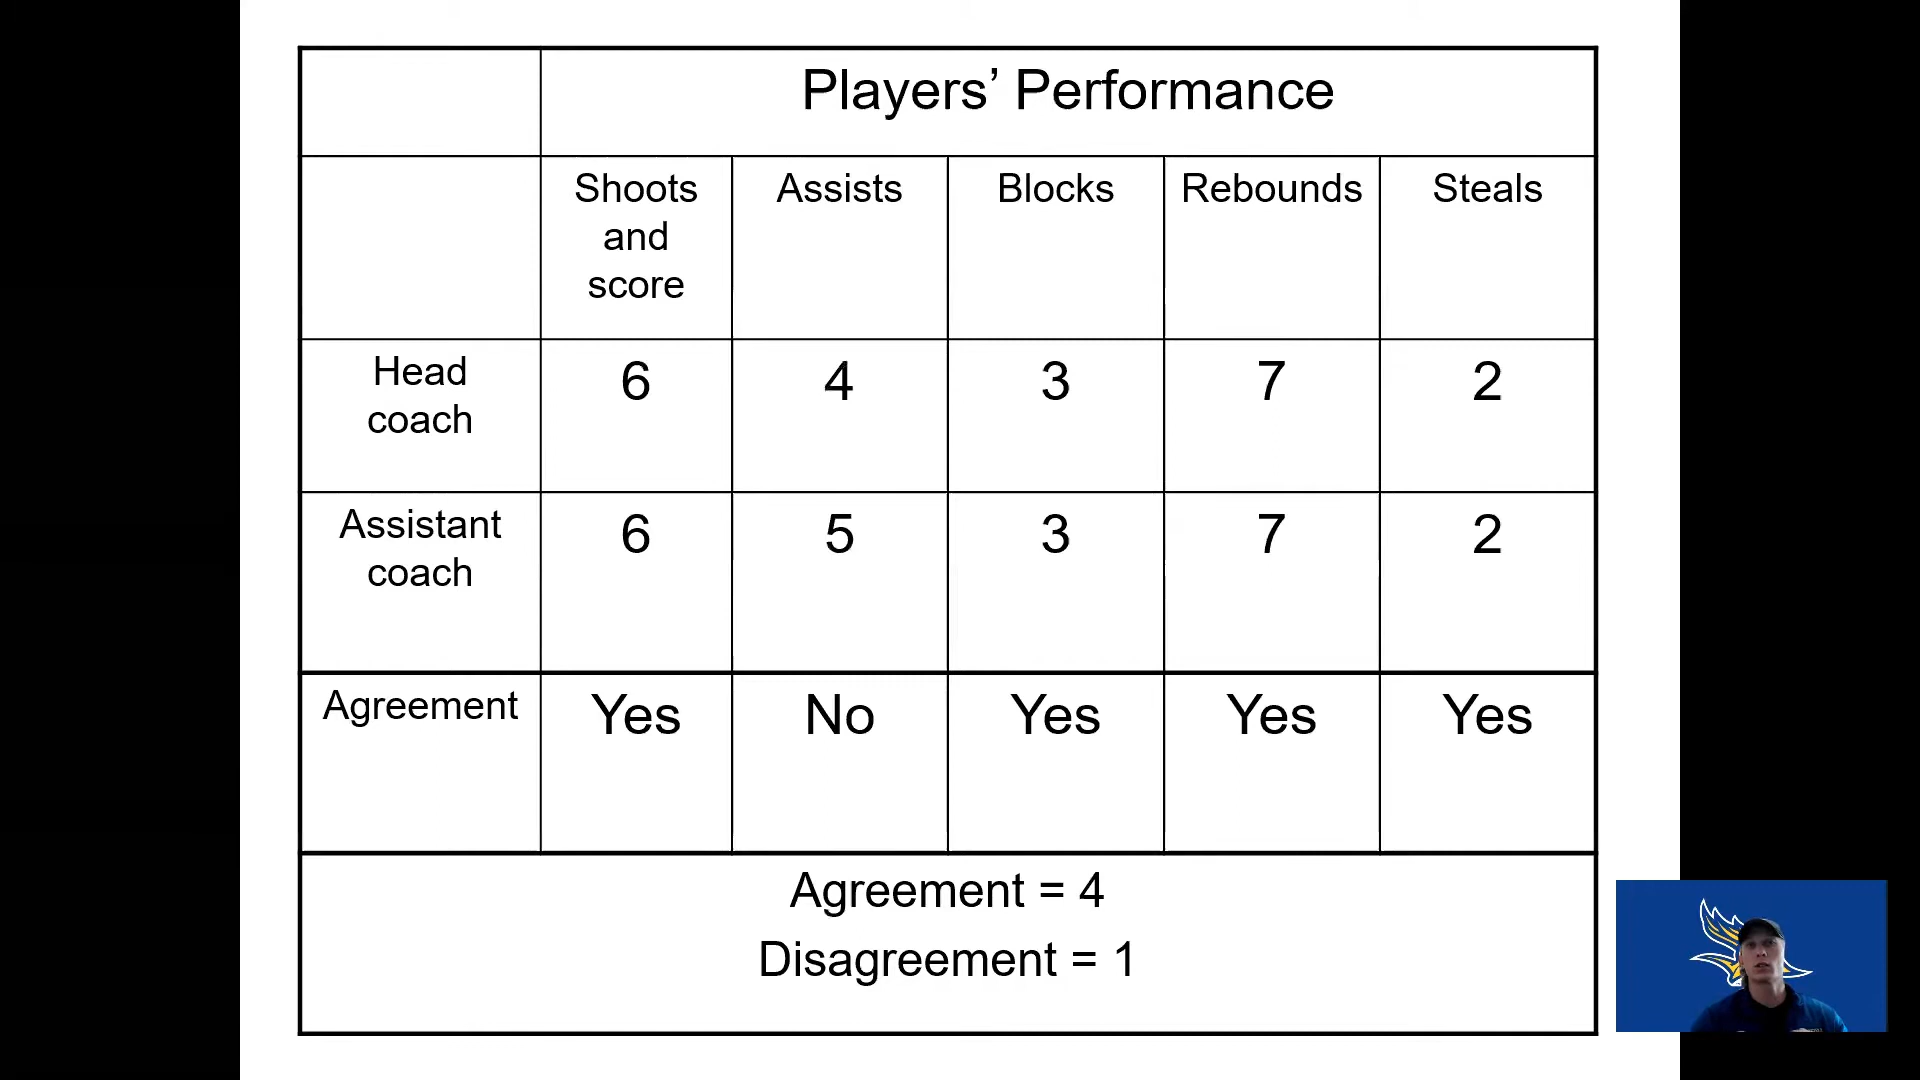 Players’ Performance
Shoots and score Assists Blocks Rebounds Steals
Head coach 6 4 3 7 2
Assistant coach 6 5 3 7 2
Agreement Yes No Yes Yes Yes
Agreement = 4
Disagreement = 1